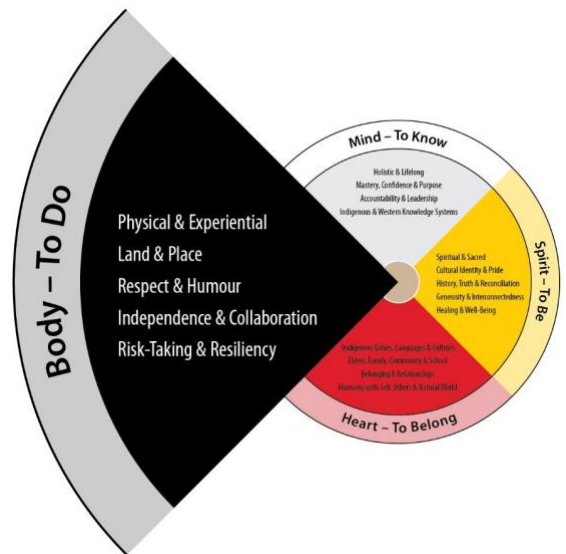 Body – To Do
Physical & Experiential
Land & Place
Respect & Humour
Independence & Collaboration
Risk-Taking & Resiliency
Mind – To Know
Holistic & Lifelong
Mastery, Confidence & Purpose
Accountability & Leadership
Indigenous & Western Knowledge Systems
Spirit – To Be
Spiritual & Sacred
Cultural Identity & Pride
History, Truth & Reconciliation
Generosity & Interconnectedness
Healing & Well-Being
Indigenous Values, Languages & Cultures
Elders, Family, Community & School
Belonging & Relationships
Harmony with Self, Others & Natural World
Heart – To Belong